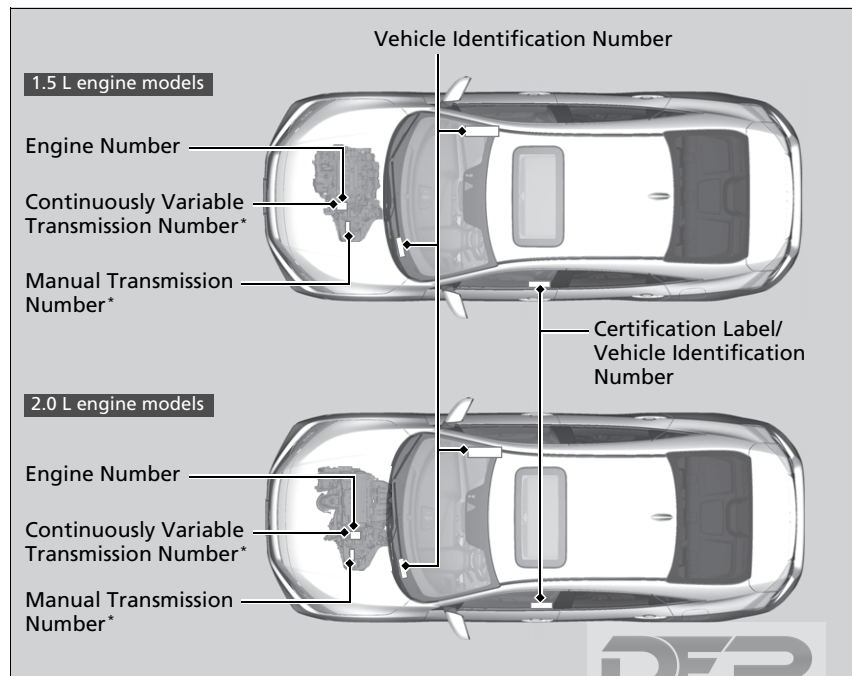 Vehicle Identification Number
1.5 L engine models
Engine Number
Continuously Variable
Transmission Number*
Manual Transmission
Number*
Certification Label/
Vehicle Identification
Number
2.0 L engine models
Engine Number
Continuously Variable
Transmission Number*
Manual Transmission
Number*